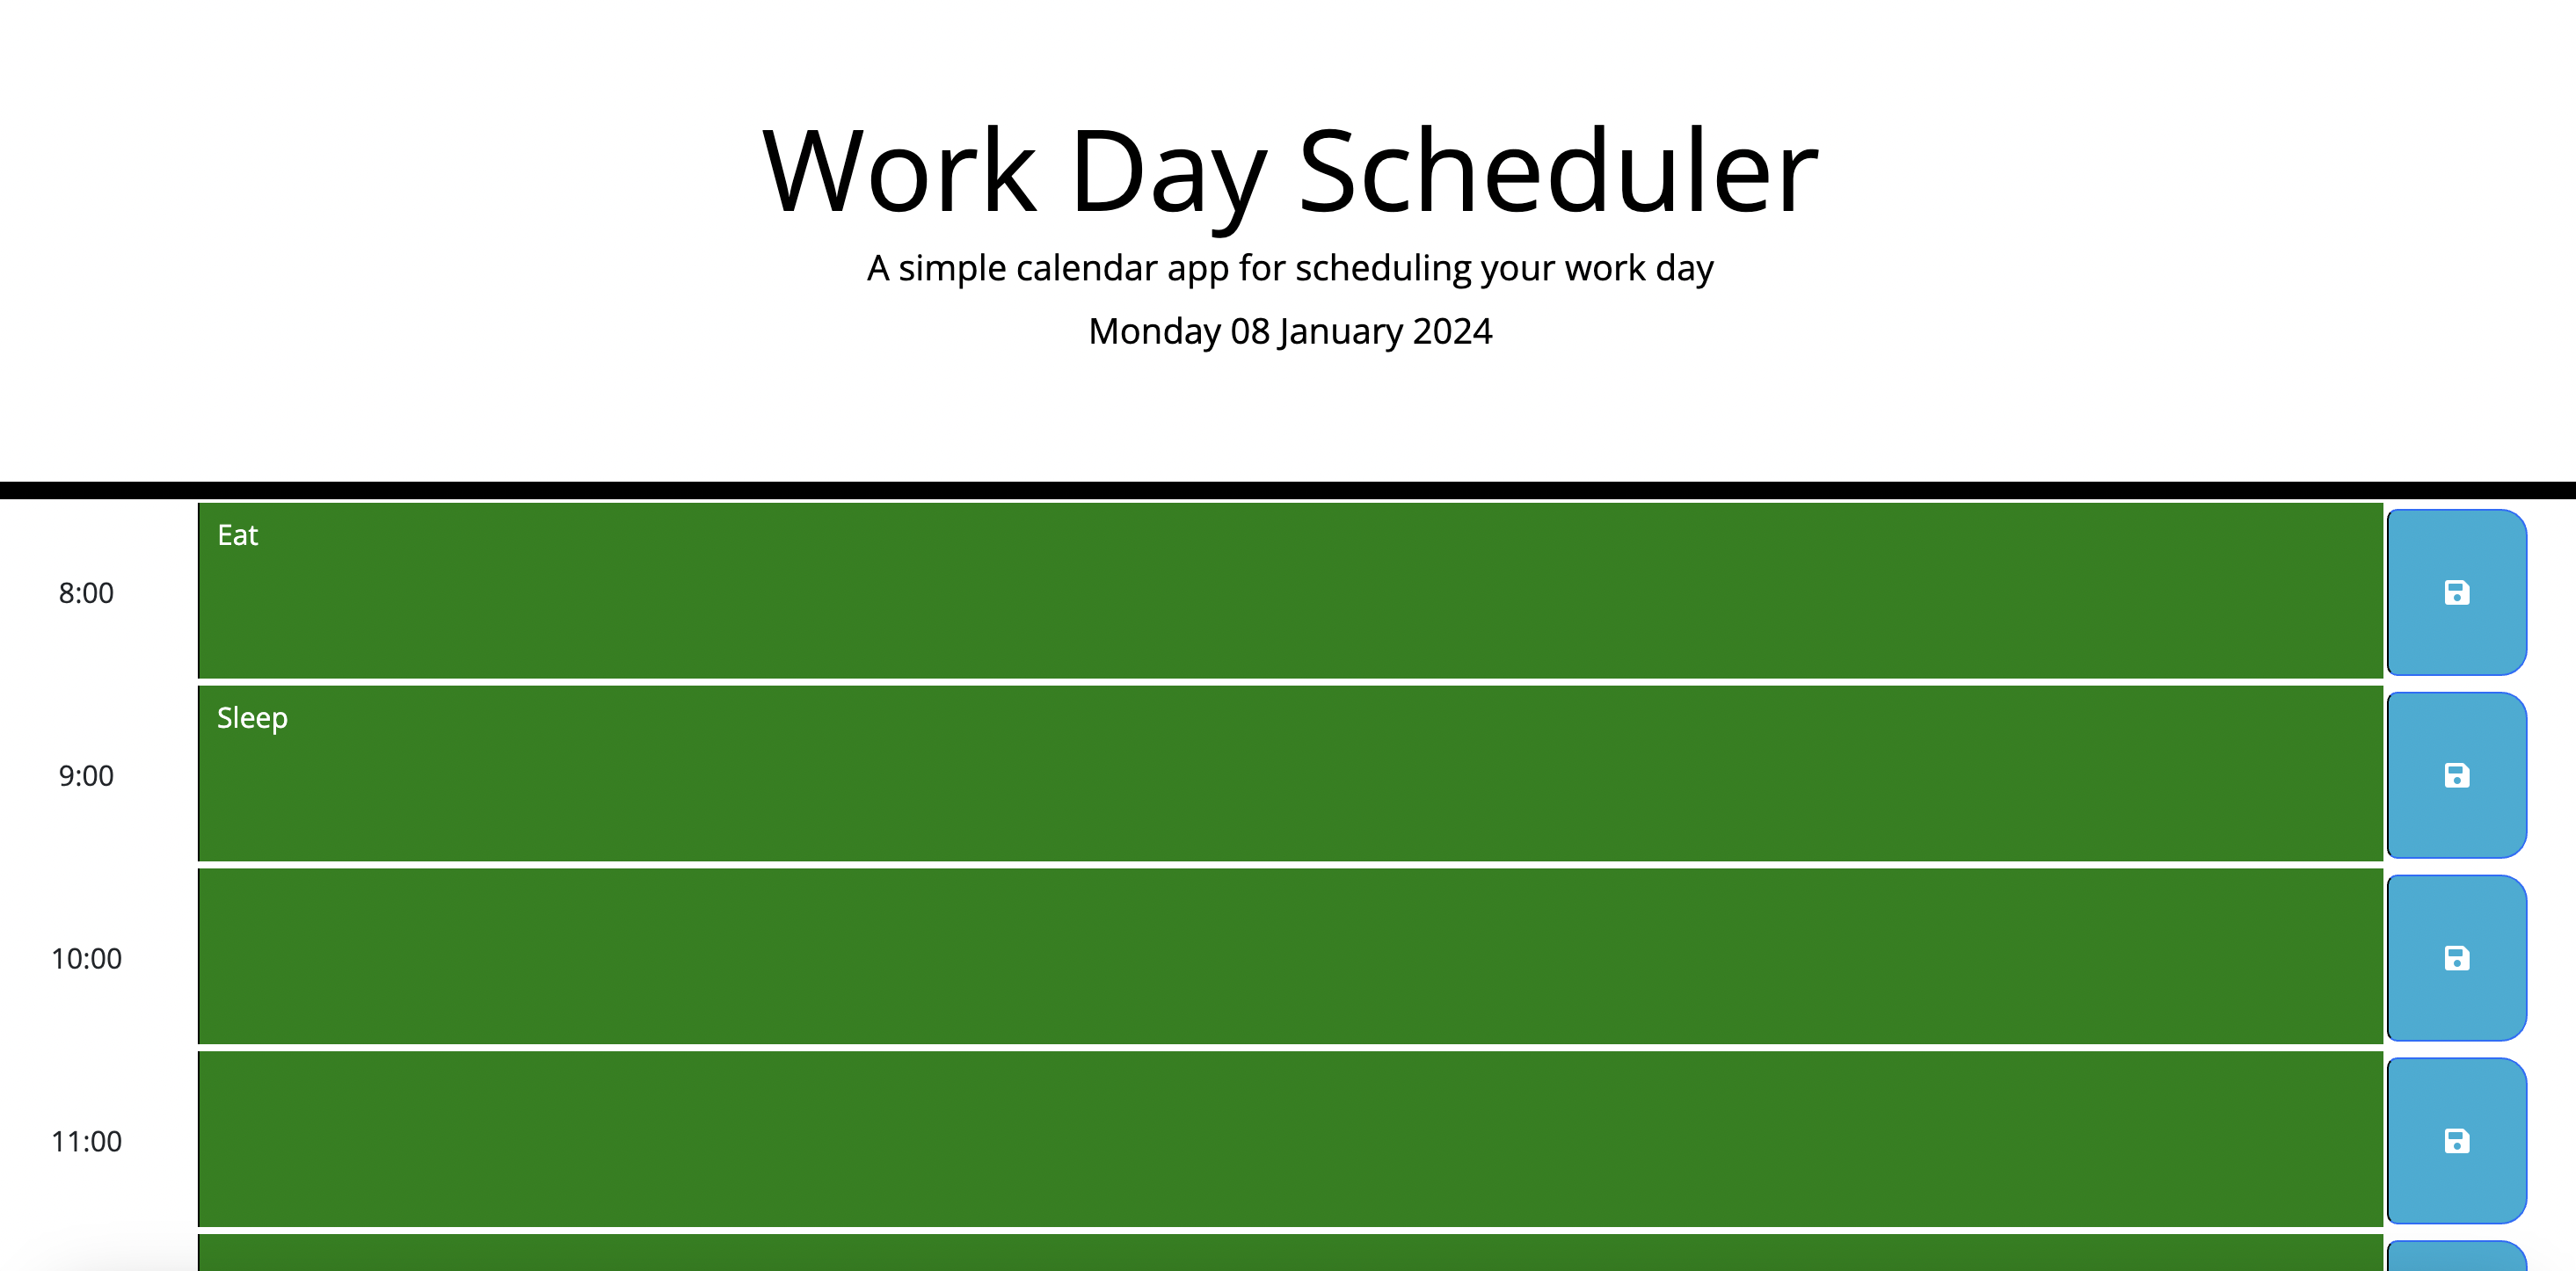 Work Day Scheduler
A simple calendar app for scheduling your work day
Monday 08 January 2024
Eat
8:00
Sleep
9:00
10:00
11:00